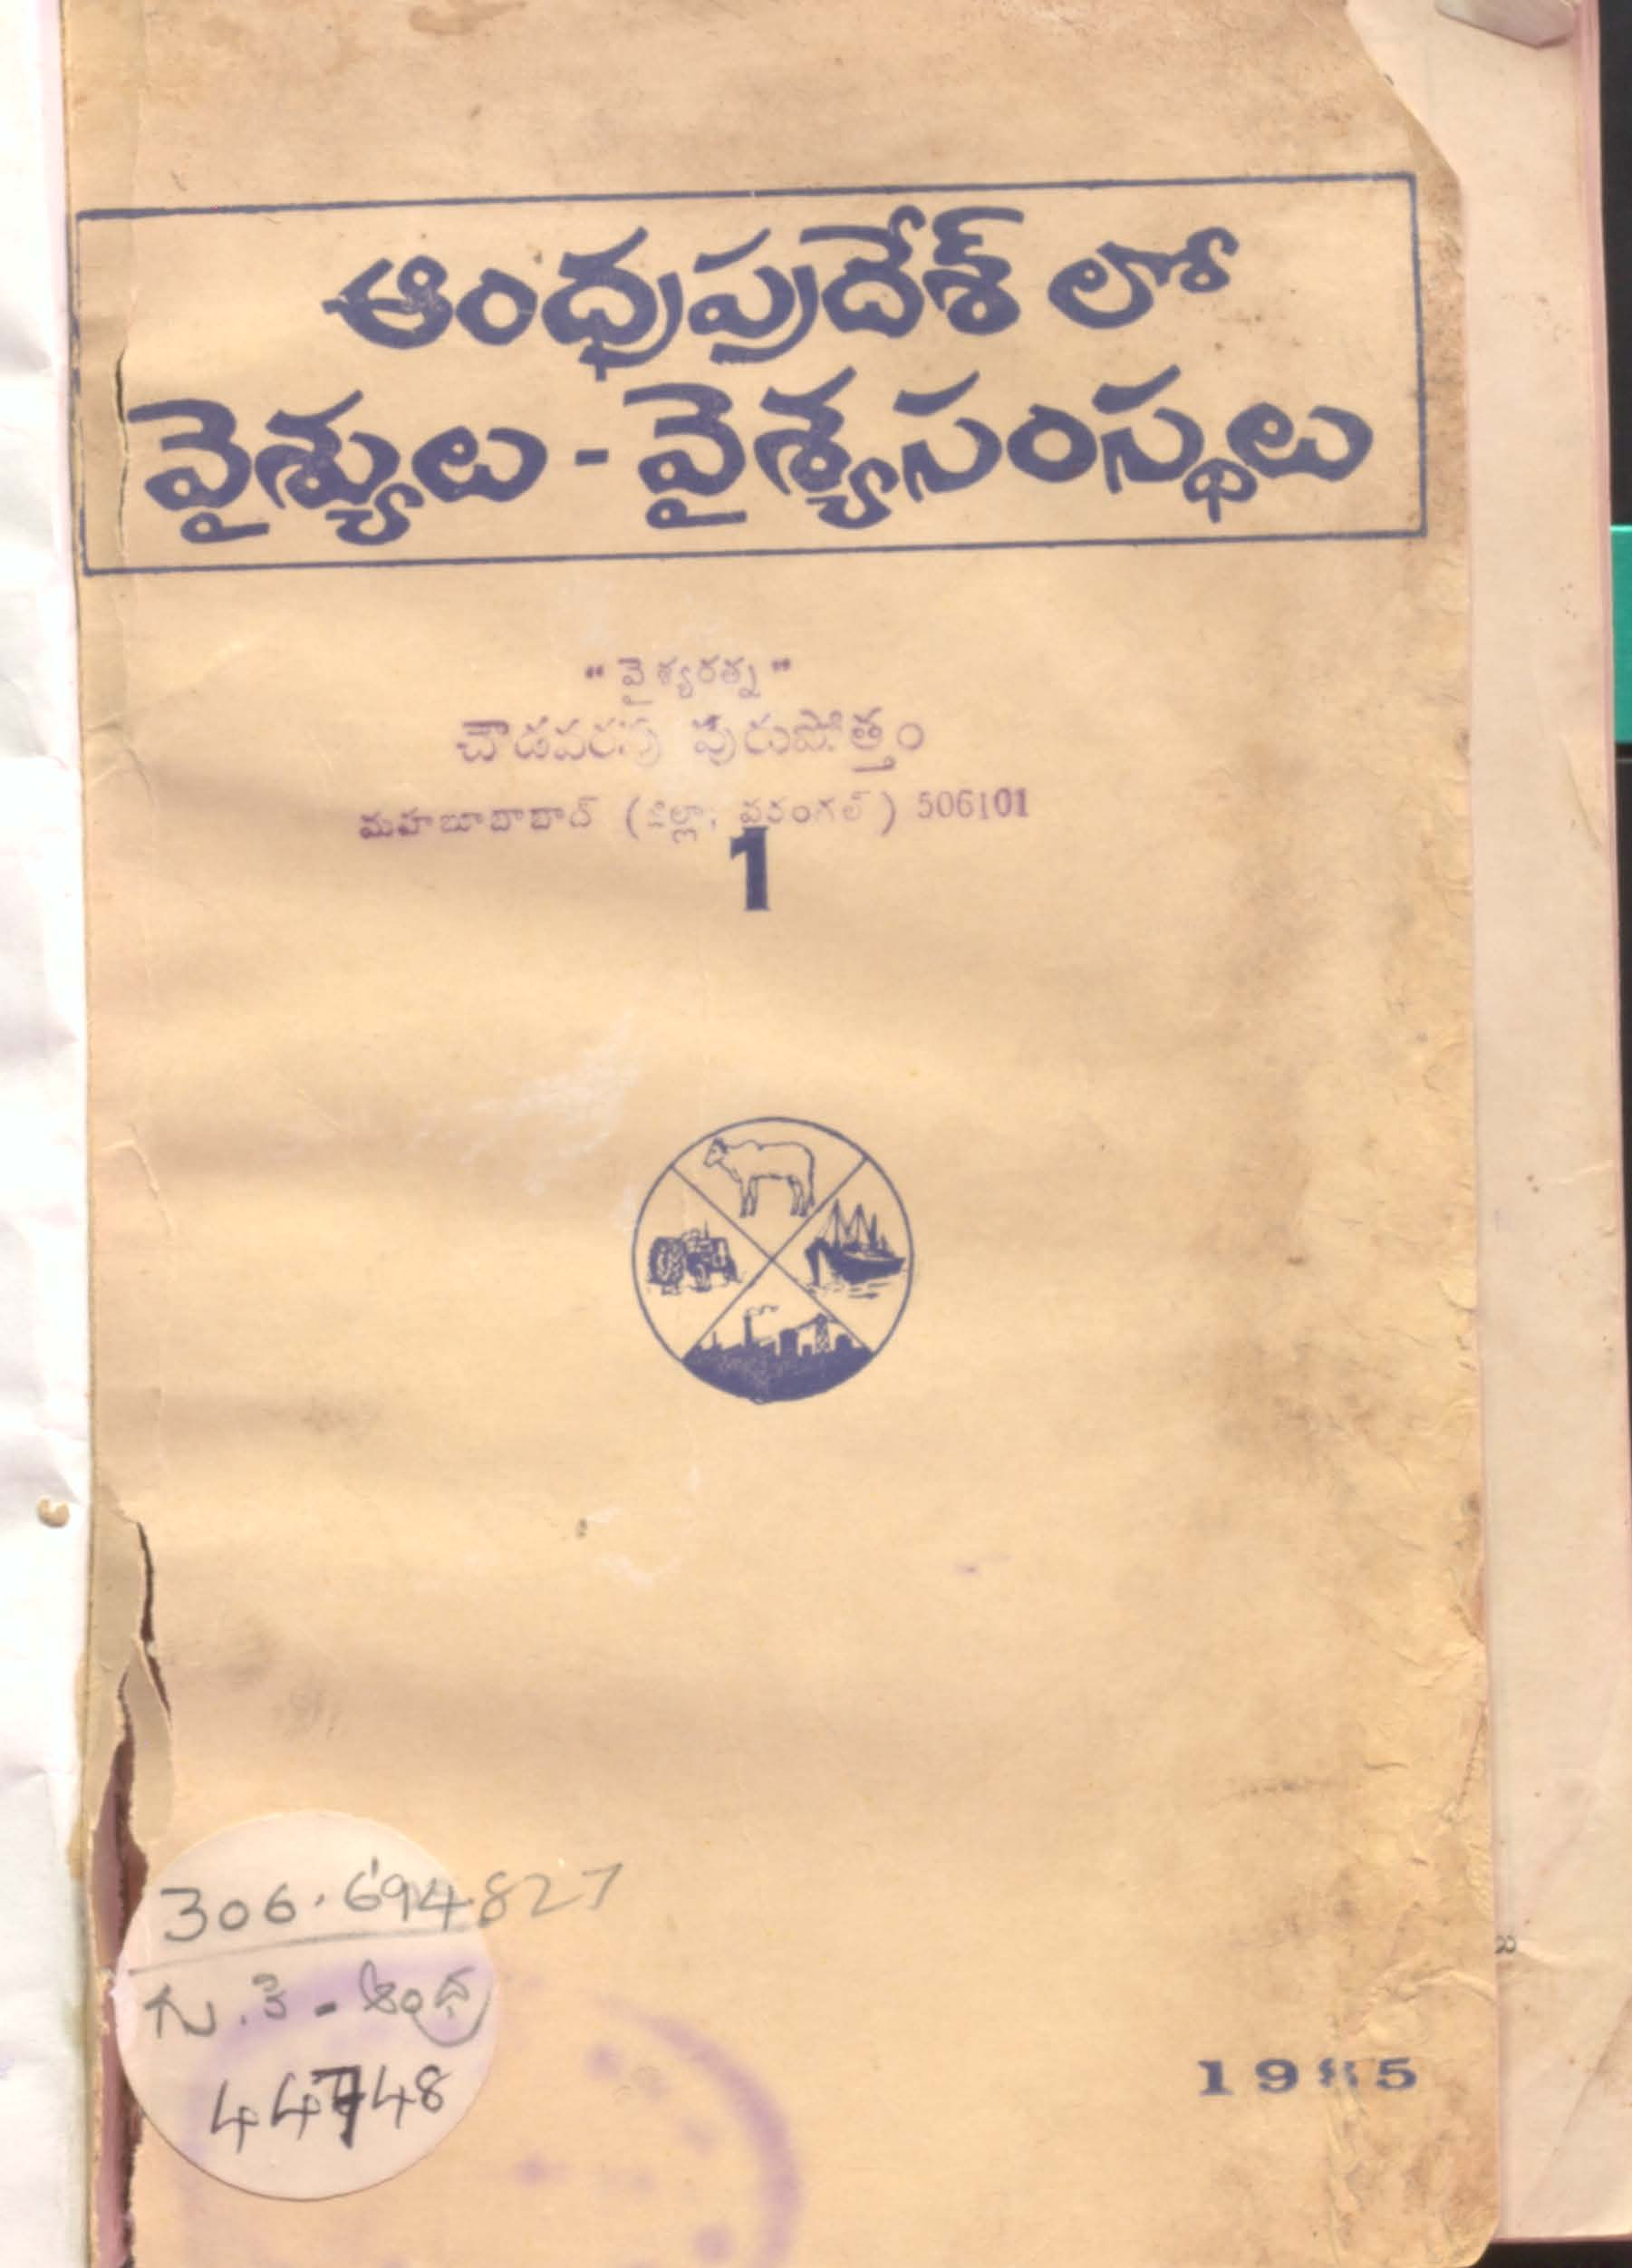 ఆంధ్రప్రదేశ్ లో
వైశ్యులు - వైశ్యసంస్థలు
" వైశ్యరత్న "
చౌడవరపు పురుషోత్తం
మహబూబాబాద్ (జిల్లా; వరంగల్) 506101
1
306.694827
గు.కె - ఆంధ్ర
44748
1985